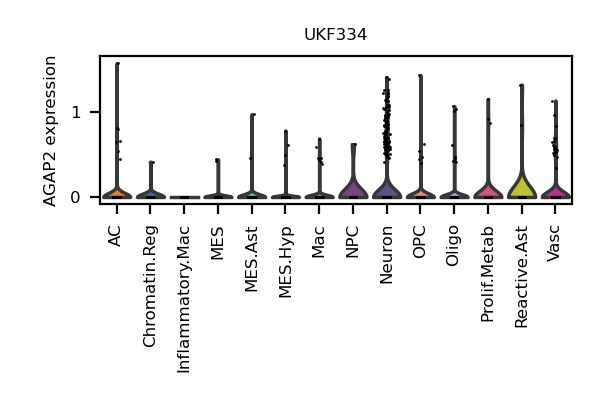 UKF334
AGAP2 expression
1
0
AC
Chromatin.Reg
Inflammatory.Mac
MES
MES.Ast
MES.Hyp
Mac
NPC
Neuron
OPC
Oligo
Prolif.Metab
Reactive.Ast
Vasc